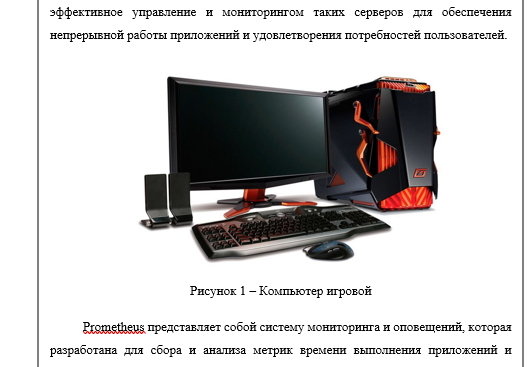 эффективное управление и мониторингом таких серверов для обеспечения
непрерывной работы приложений и удовлетворения потребностей пользователей.
Рисунок 1 – Компьютер игровой
Prometheus представляет собой систему мониторинга и оповещений, которая
разработана для сбора и анализа метрик времени выполнения приложений и